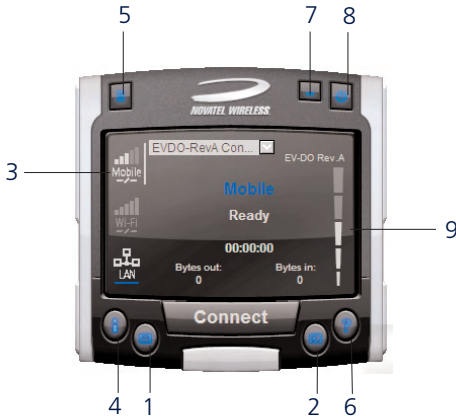 5
7
8
NOVATEL WIRELESS
EVDO-RevA Con...
EV-DO Rev.A
3
Mobile
Mobile
Ready
Wi-Fi
9
00:00:00
LAN
Bytes out:
0
Bytes in:
0
Connect
4
1
2
6